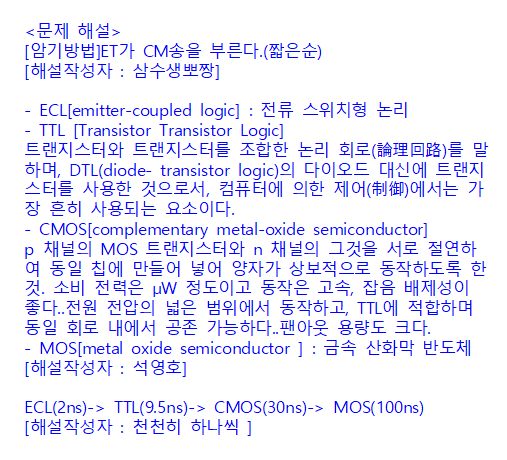 <문제 해설>
[암기방법]ET가 CM송을 부른다.(짧은순)
[해설작성자 : 삼수생뽀짱]
- ECL[emitter-coupled logic] : 전류 스위치형 논리
- TTL [Transistor Transistor Logic]
트랜지스터와 트랜지스터를 조합한 논리 회로(論理回路)를 말
하며, DTL(diode- transistor logic)의 다이오드 대신에 트랜지
스터를 사용한 것으로서, 컴퓨터에 의한 제어(制御)에서는 가
장 흔히 사용되는 요소이다.
- CMOS[complementary metal-oxide semiconductor]
p 채널의 MOS 트랜지스터와 n 채널의 그것을 서로 절연하
여 동일 칩에 만들어 넣어 양자가 상보적으로 동작하도록 한
것. 소비 전력은 μW 정도이고 동작은 고속, 잡음 배제성이
좋다..전원 전압의 넓은 범위에서 동작하고, TTL에 적합하며
동일 회로 내에서 공존 가능하다..팬아웃 용량도 크다.
- MOS[metal oxide semiconductor ] : 금속 산화막 반도체
[해설작성자 : 석영호]
ECL(2ns)-> TTL(9.5ns)-> CMOS(30ns)-> MOS(100ns)
[해설작성자 : 천천히 하나씩 ]